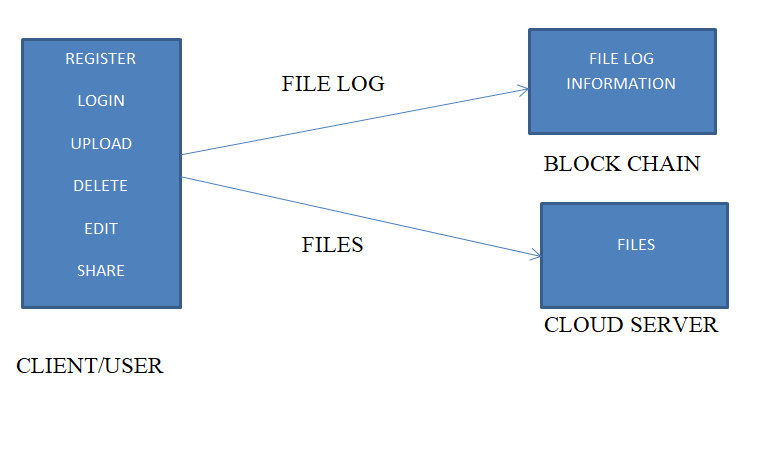 REGISTER
LOGIN
UPLOAD
DELETE
EDIT
SHARE
CLIENT/USER
FILE LOG
FILES
FILE LOG
INFORMATION
BLOCK CHAIN
FILES
CLOUD SERVER